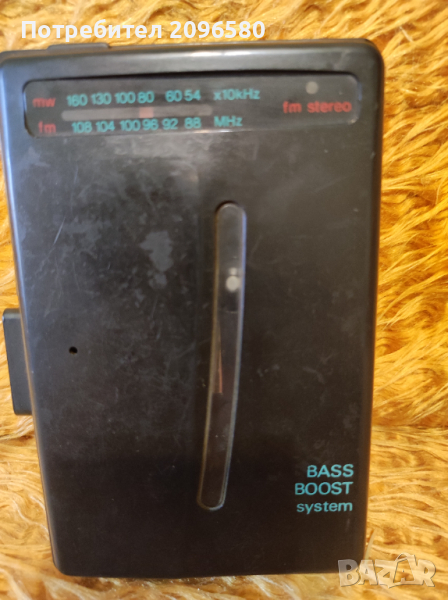 Потребител 2096580
mw 160 130 100 80 60 54 x10kHz
fm 108 104 100 96 92 88 MHz
fm stereo
BASS
BOOST
system
BAZAR